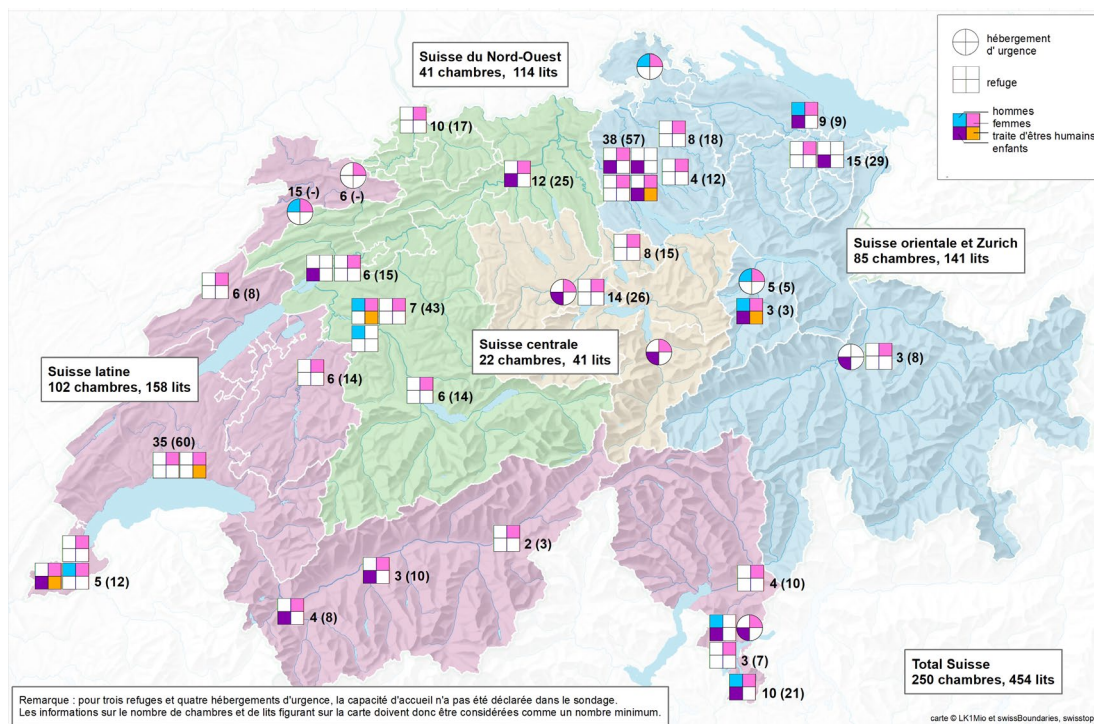 Suisse du Nord-Ouest
41 chambres, 114 lits
hébergement
d' urgence
refuge
hommes
femmes
traite d'êtres humains
enfants
10 (17)
9 (9)
38 (57)
8 (18)
15 (29)
12 (25)
4 (12)
15 (-)
6 (-)
Suisse orientale et Zurich
85 chambres, 141 lits
8 (15)
6 (15)
6 (8)
5 (5)
14 (26)
7 (43)
3 (3)
Suisse centrale
22 chambres, 41 lits
3 (8)
Suisse latine
102 chambres, 158 lits
6 (14)
6 (14)
35 (60)
2 (3)
3 (10)
5 (12)
4 (10)
4 (8)
3 (7)
Total Suisse
250 chambres, 454 lits
10 (21)
Remarque : pour trois refuges et quatre hébergements d'urgence, la capacité d'accueil n'a pas été déclarée dans le sondage.
Les informations sur le nombre de chambres et de lits figurant sur la carte doivent donc être considérées comme un nombre minimum.
carte © LK1Mio et swissBoundaries, swisstop